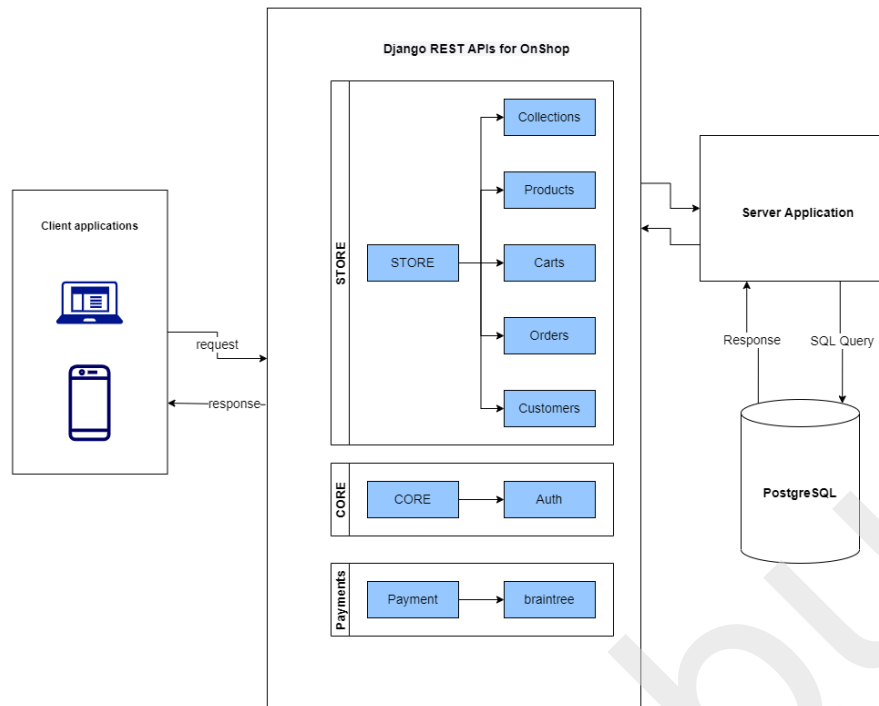 Django REST APIs for OnShop
Client applications
request
response
STORE
STORE
Collections
Products
Carts
Orders
Customers
CORE
CORE
Auth
Payments
Payment
braintree
Server Application
Response
SQL Query
PostgreSQL
bu